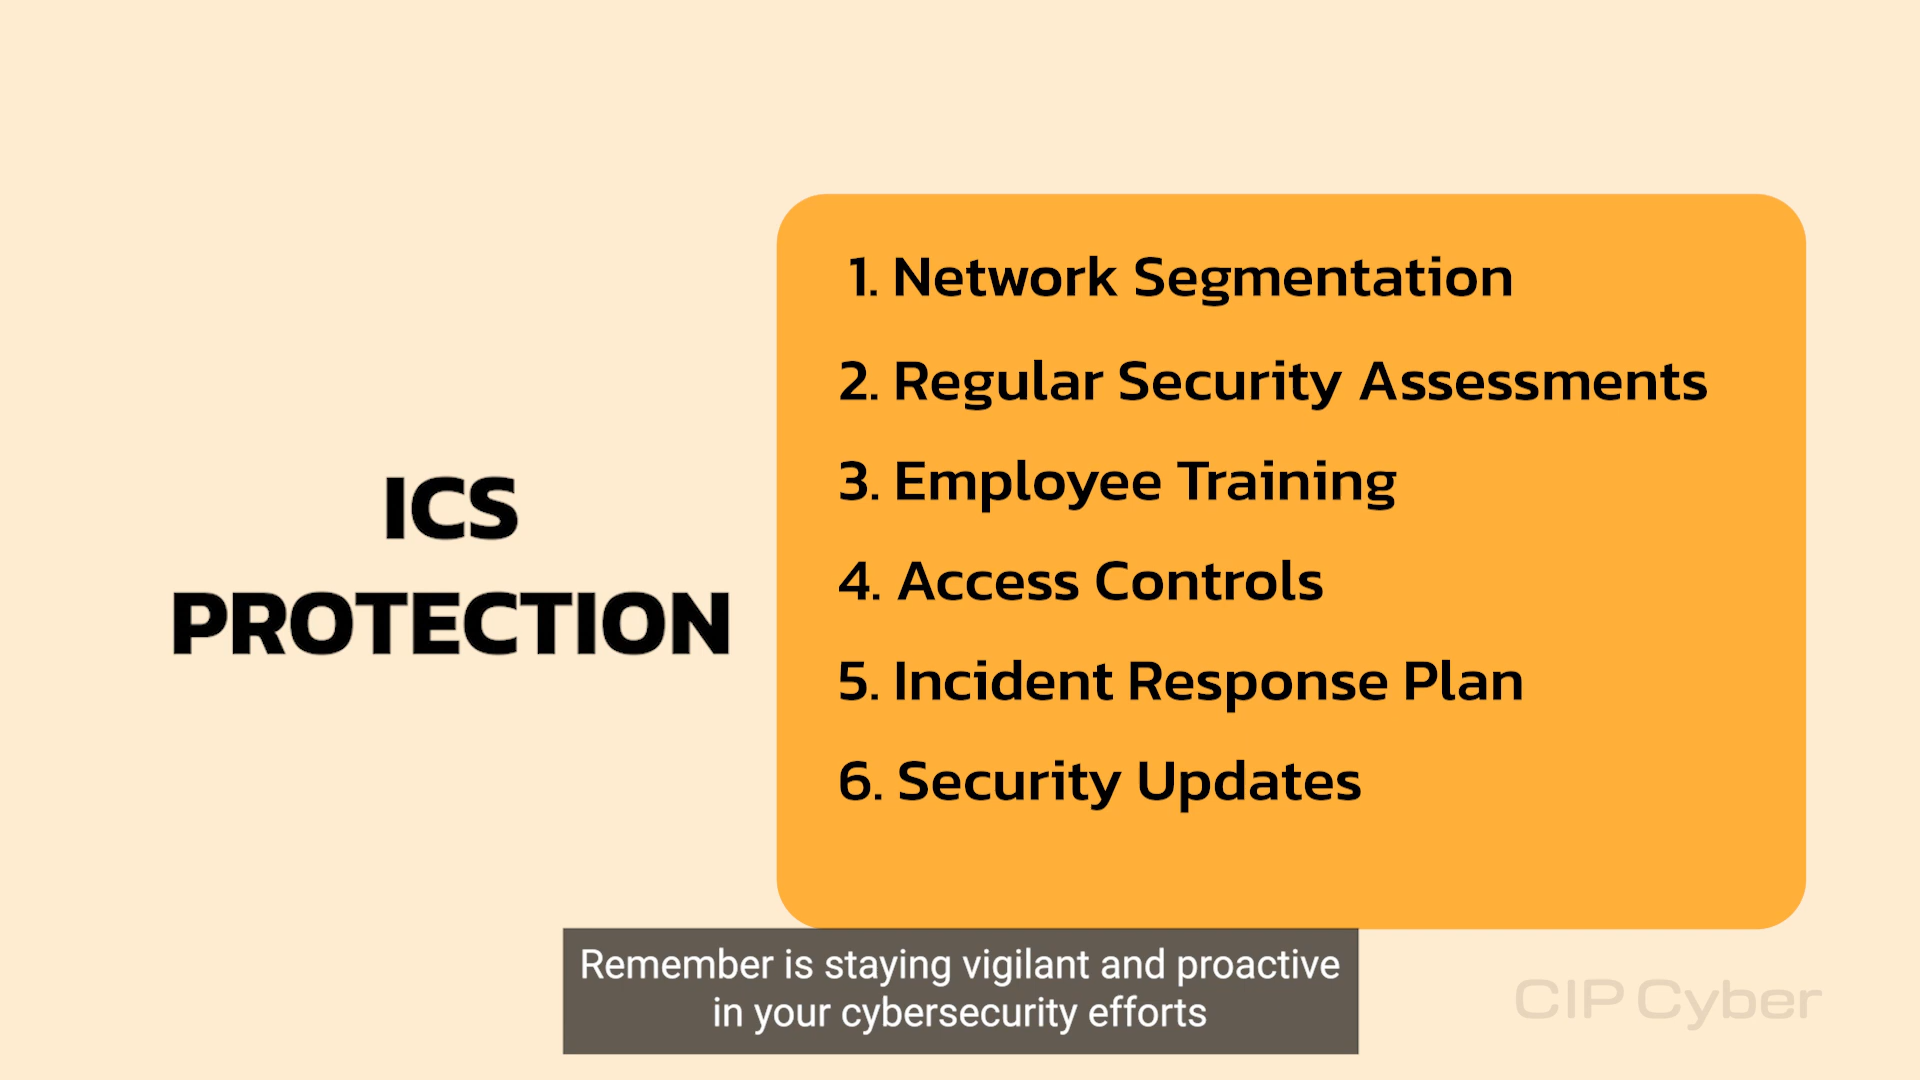 ICS
PROTECTION
1. Network Segmentation
2. Regular Security Assessments
3. Employee Training
4. Access Controls
5. Incident Response Plan
6. Security Updates
Remember is staying vigilant and proactive
in your cybersecurity efforts
CIP Cyber